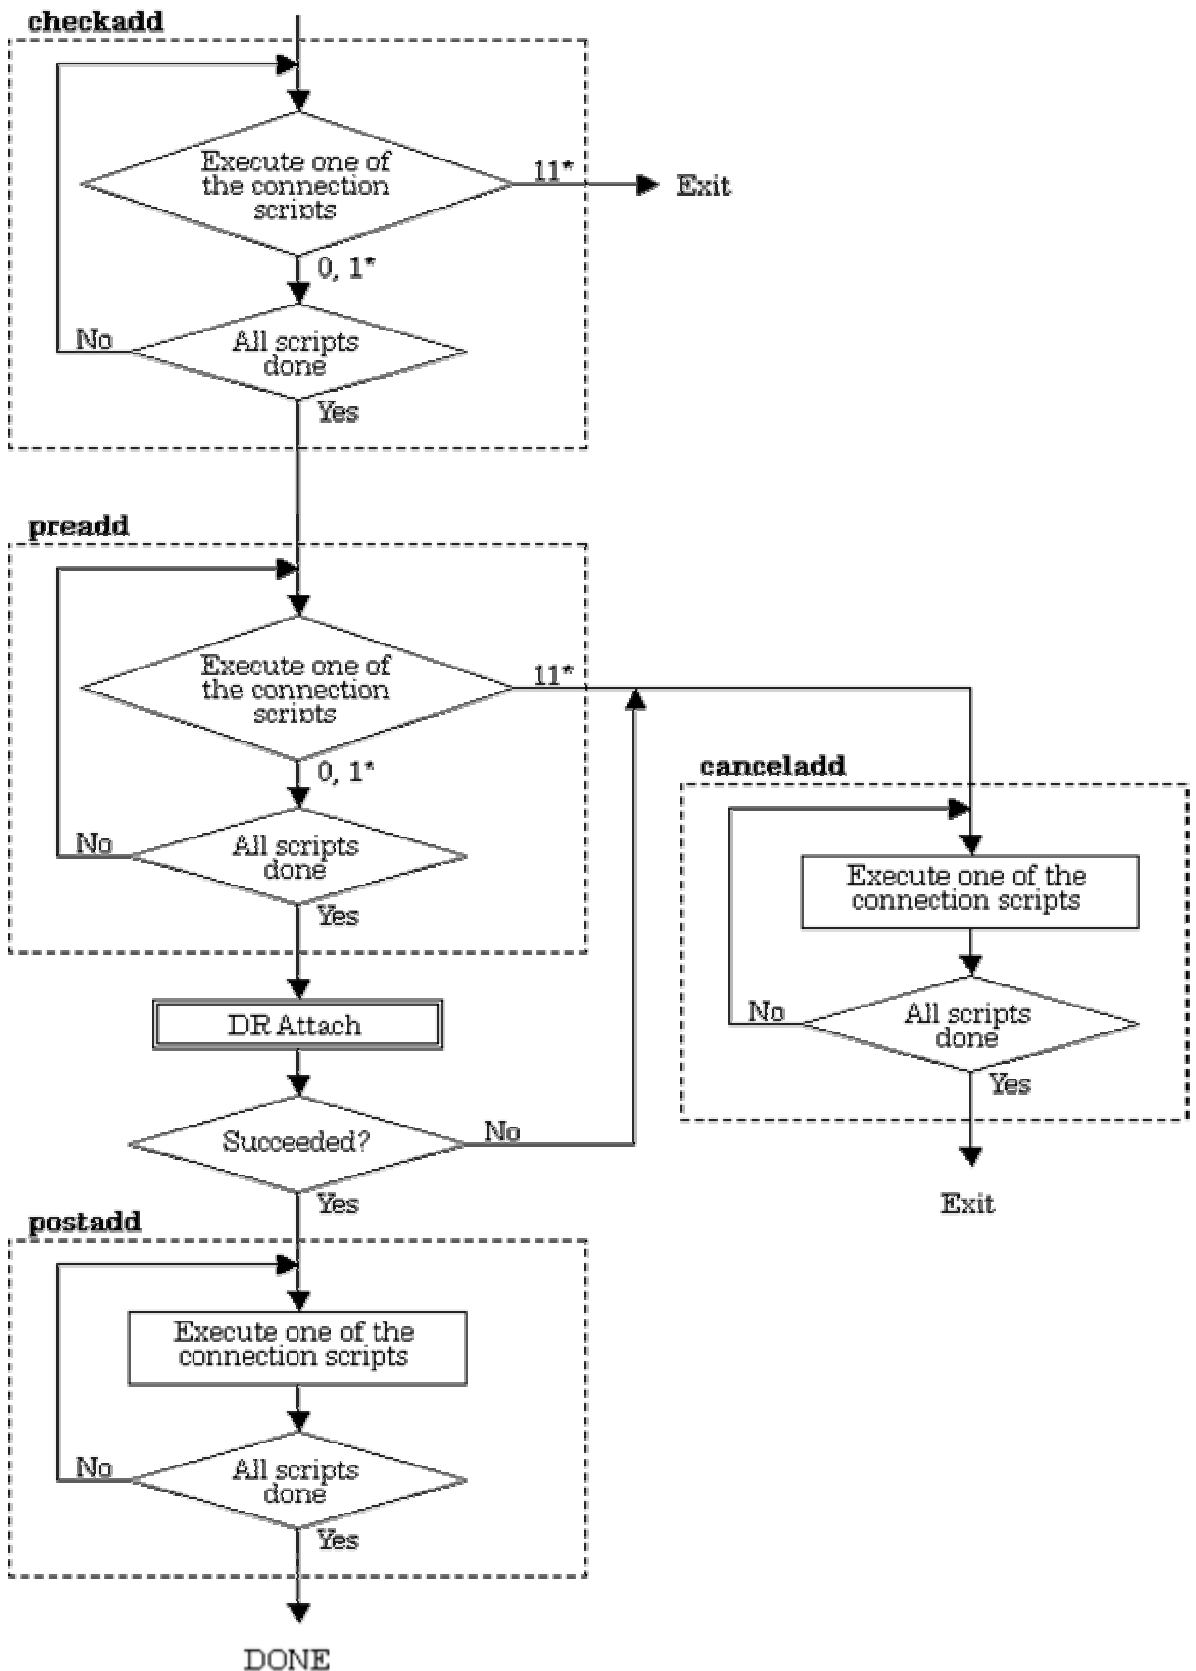 checkadd
Execute one of
the connection
scripts
11*
Exit
0, 1*
All scripts
done
No
Yes
preadd
Execute one of
the connection
scripts
11*
0, 1*
All scripts
done
No
Yes
canceladd
Execute one of the
connection scripts
All scripts
done
No
Yes
Exit
DR Attach
Succeeded?
No
Yes
postadd
Execute one of the
connection scripts
All scripts
done
No
Yes
DONE